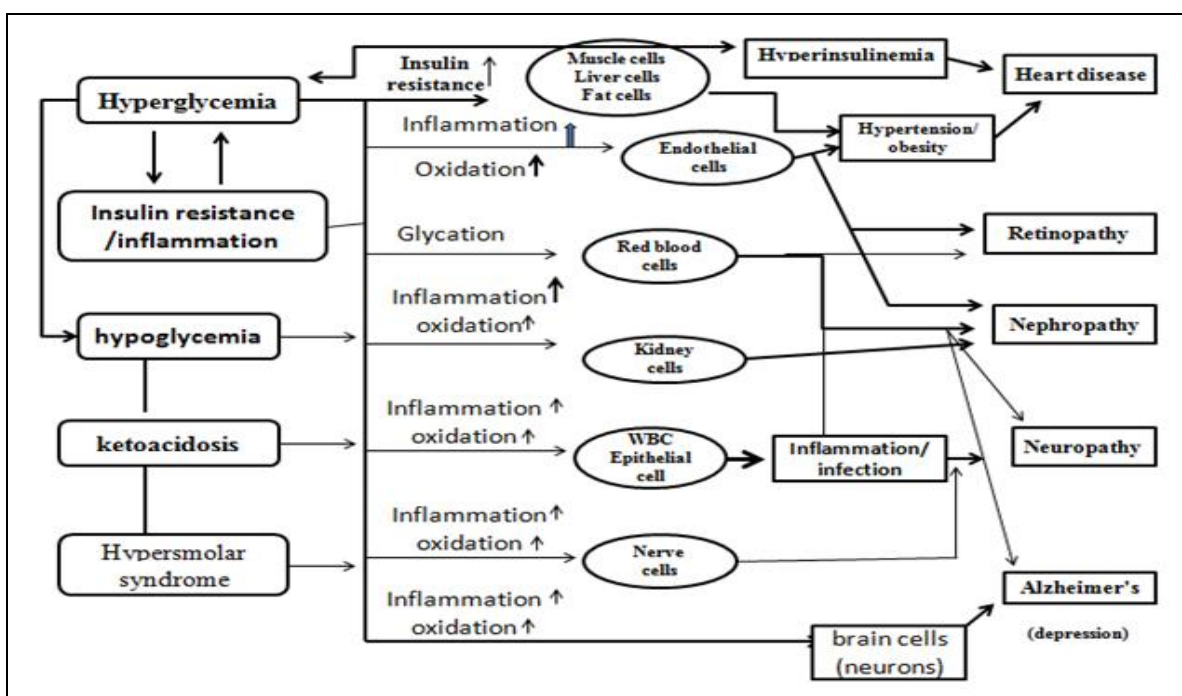 Hyperglycemia
Insulin resistance
/inflammation
hypoglycemia
ketoacidosis
Hypersmolar
syndrome
Insulin
resistance
Inflammation
Oxidation
Glycation
Inflammation
oxidation
Inflammation
oxidation
Inflammation
oxidation
Inflammation
oxidation
Muscle cells
Liver cells
Fat cells
Endothelial
cells
Red blood
cells
Kidney
cells
WBC
Epithelial
cell
Nerve
cells
brain cells
(neurons)
Inflammation/
infection
Hyperinsulinemia
Hypertension/
obesity
Heart disease
Retinopathy
Nephropathy
Neuropathy
Alzheimer's
(depression)